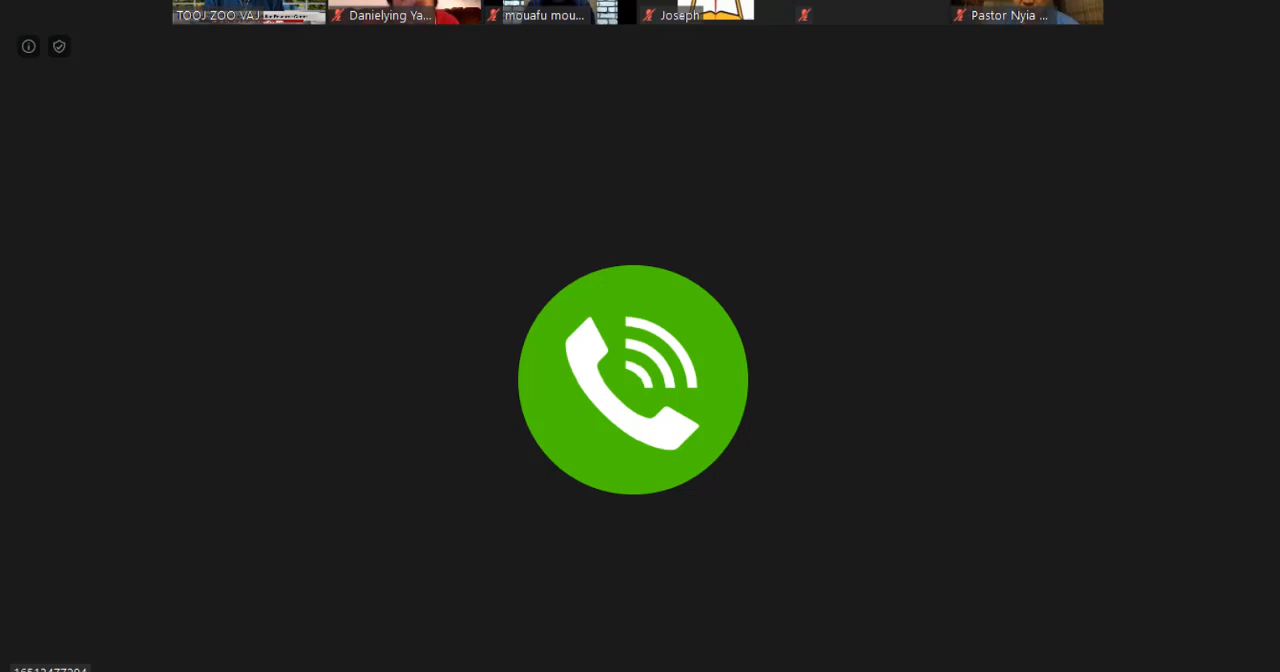 TOOJ ZOO VAJ
Danielying Ya...
mouafu mou...
Joseph
Pastor Nyia ...